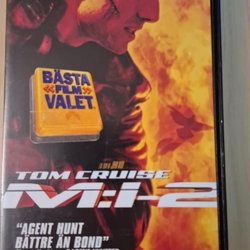 BÄSTA
FILM
VALET
TOM CRUISE
M:I-2
"AGENT HUNT
BÄTTRE ÄN BOND"